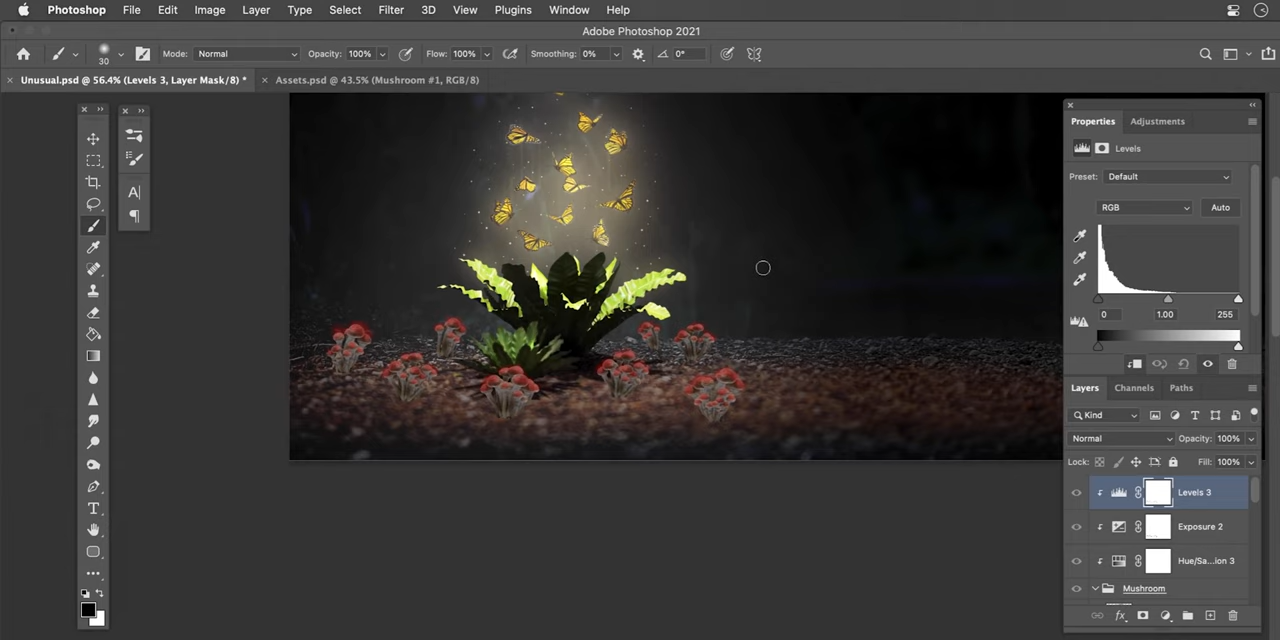 Photoshop File Edit Image Layer Type Select Filter 3D View Plugins Window Help
Adobe Photoshop 2021
30 Mode: Normal Opacity: 100% Flow: 100% Smoothing: 0% 0°
Unusual.psd @ 56.4% (Levels 3, Layer Mask/8) * Assets.psd @ 43.5% (Mushroom #1, RGB/8)
Properties Adjustments
Levels
Preset: Default
RGB Auto
0 1.00 255
Layers Channels Paths
Kind
Normal Opacity: 100%
Lock: Fill: 100%
Levels 3
Exposure 2
Hue/Sa...ion 3
Mushroom